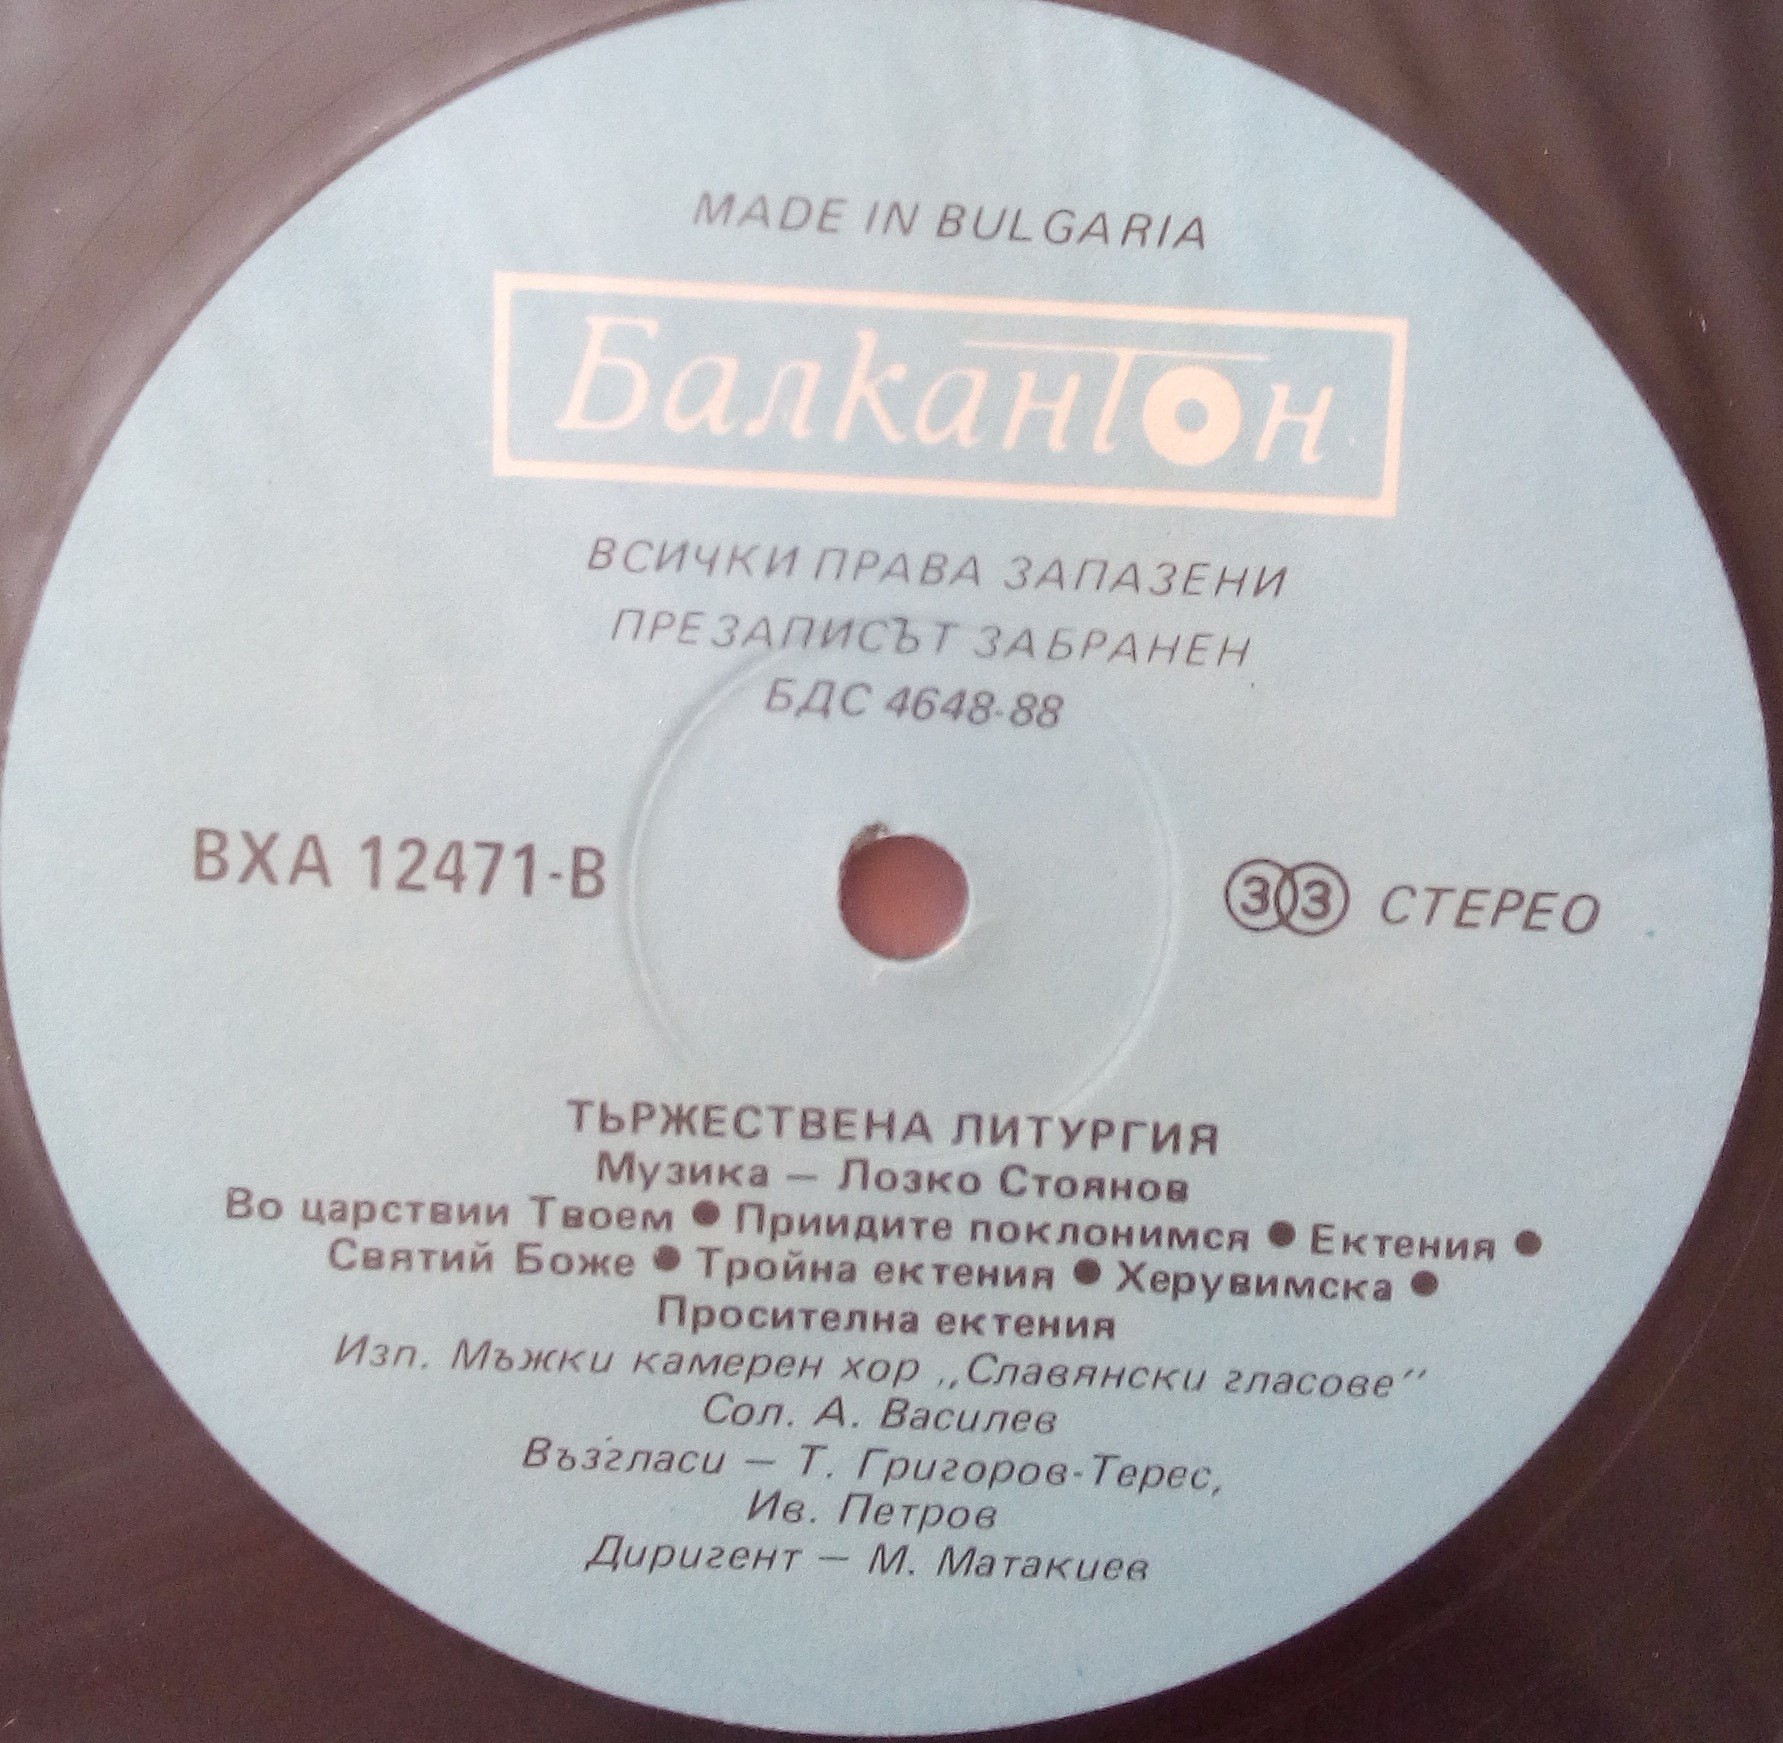 MADE IN BULGARIA
Балкантон
ВСИЧКИ ПРАВА ЗАПАЗЕНИ
ПРЕЗАПИСЪТ ЗАБРАНЕН
БДС 4648-88
ВХА 12471-В
33 СТЕРЕО
ТЪРЖЕСТВЕНА ЛИТУРГИЯ
Музика — Лозко Стоянов
Во царствии Твоем ● Приидите поклонимся ● Ектения ●
Святий Боже ● Тройна ектения ● Херувимска ●
Просителна ектения
Изп. Мъжки камерен хор „Славянски гласове”
Сол. А. Василев
Възгласи — Т. Григоров-Терес,
Ив. Петров
Диригент — М. Матакиев